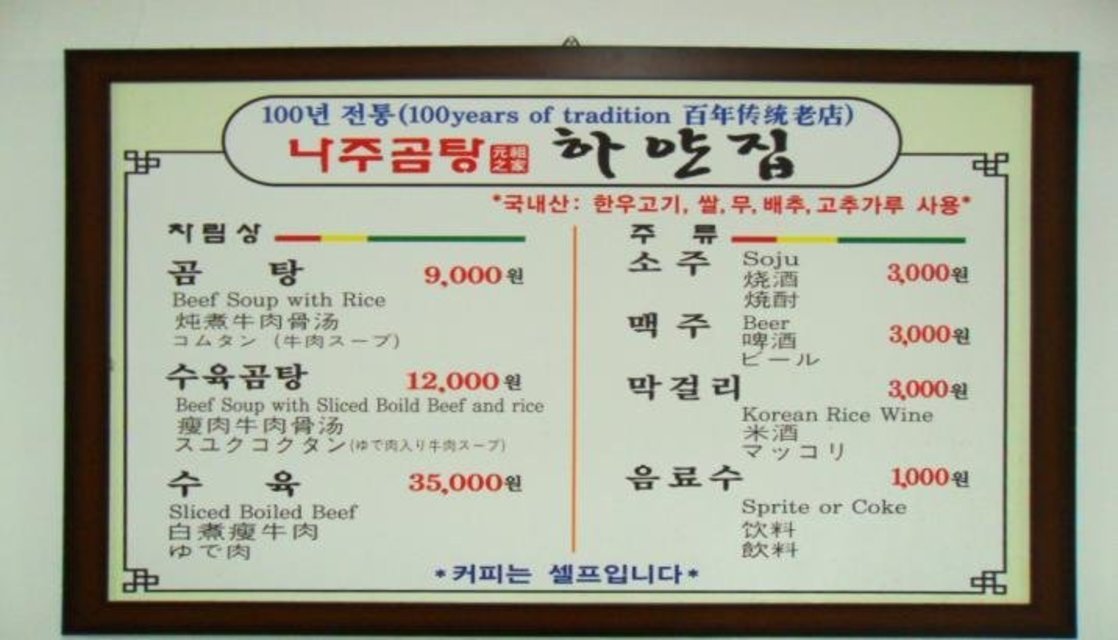 100년 전통(100years of tradition 百年传统老店)
나주곰탕 元祖之家 하얀집
*국내산: 한우고기, 쌀, 무, 배추, 고추가루 사용*
차림상
곰 탕 9,000원
Beef Soup with Rice
炖煮牛肉骨汤
コムタン (牛肉スープ)
수육곰탕 12,000원
Beef Soup with Sliced Boild Beef and rice
瘦肉牛肉骨汤
スユクコクタン(ゆで肉入り牛肉スープ)
수 육 35,000원
Sliced Boiled Beef
白煮瘦牛肉
ゆで肉
주 류
소 주 Soju 3,000원
烧酒
焼酎
맥 주 Beer 3,000원
啤酒
ビール
막걸리 3,000원
Korean Rice Wine
米酒
マッコリ
음료수 1,000원
Sprite or Coke
饮料
飲料
*커피는 셀프입니다*